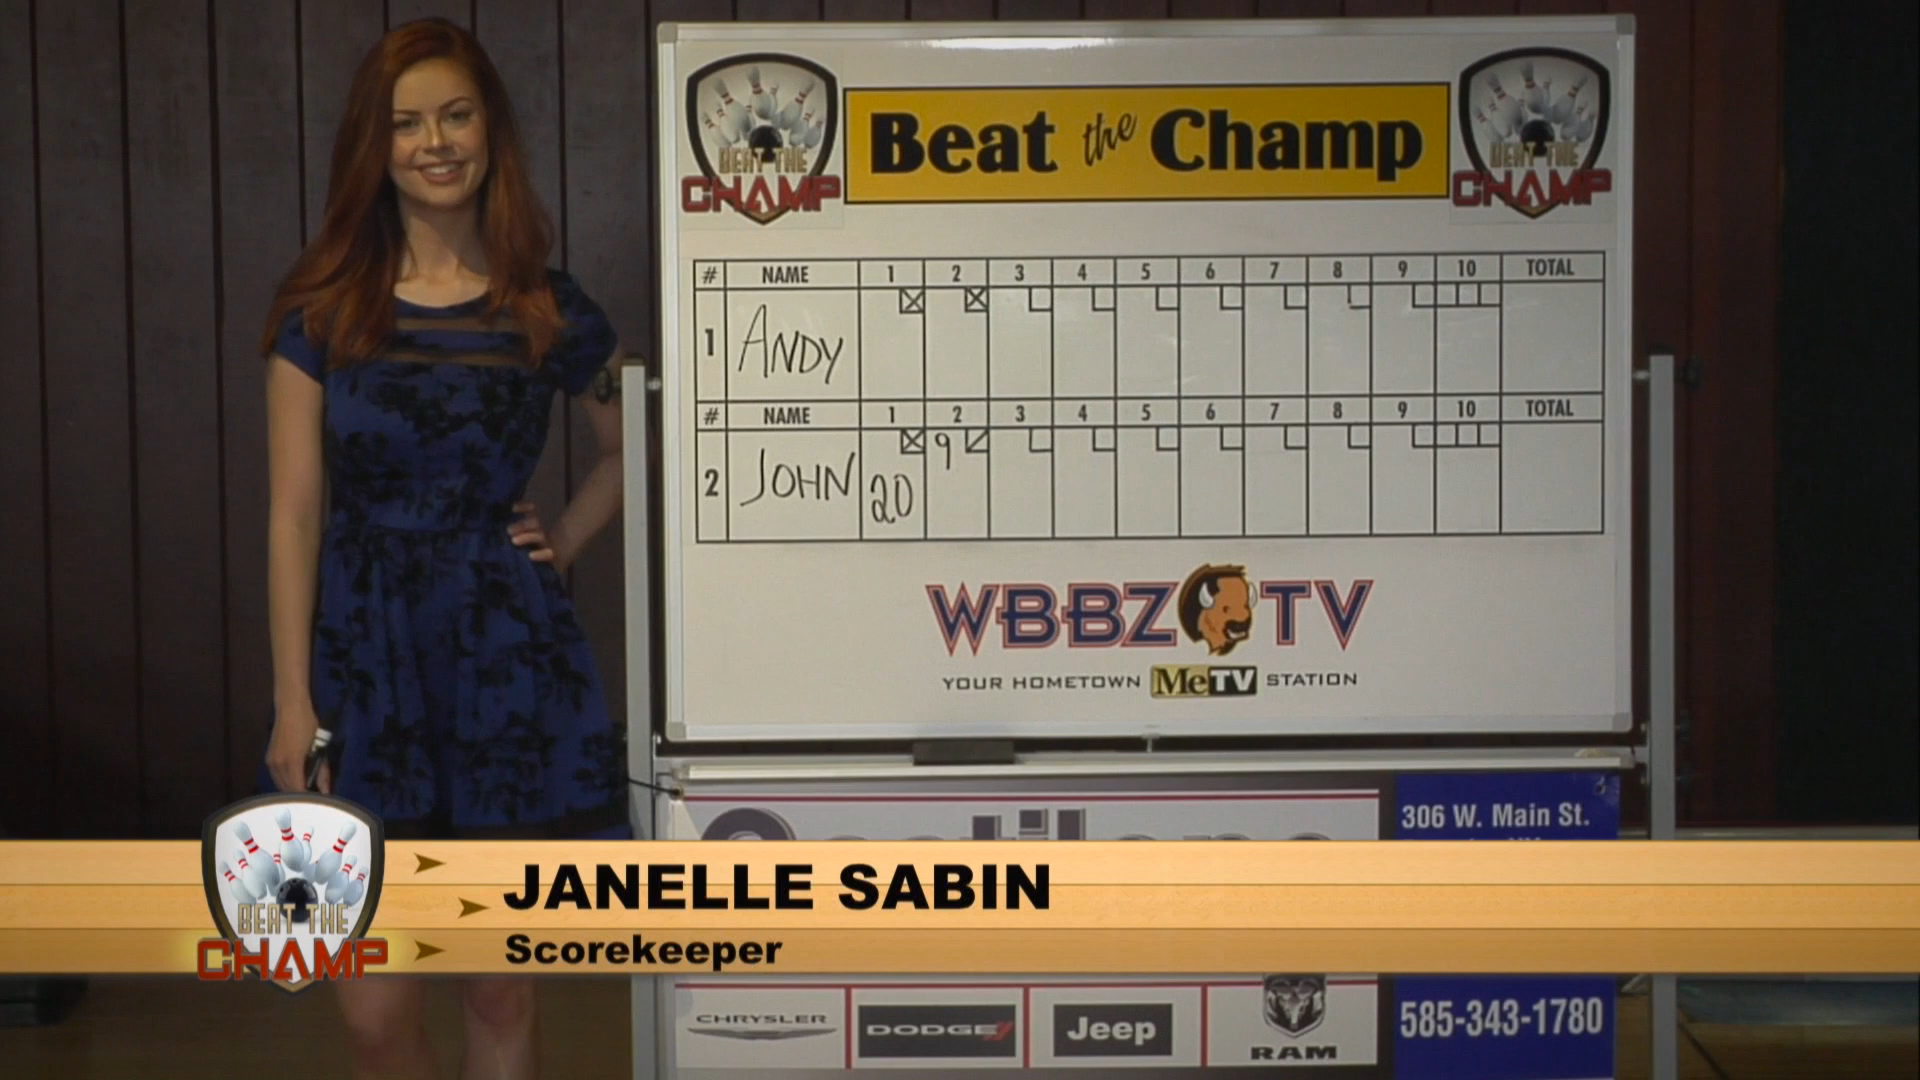 BEAT THE
CHAMP
Beat the Champ
BEAT THE
CHAMP
# NAME 1 2 3 4 5 6 7 8 9 10 TOTAL
1 ANDY X X
# NAME 1 2 3 4 5 6 7 8 9 10 TOTAL
2 JOHN X 9 /
20
WBBZ TV
YOUR HOMETOWN MeTV STATION
306 W. Main St.
BEAT THE
CHAMP
JANELLE SABIN
Scorekeeper
CHRYSLER
DODGE
Jeep
RAM
585-343-1780